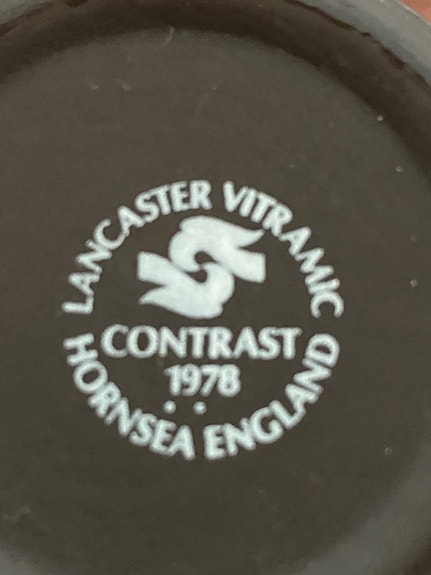 LANCASTER VITRAMIC
CONTRAST
1978
HORNSEA ENGLAND